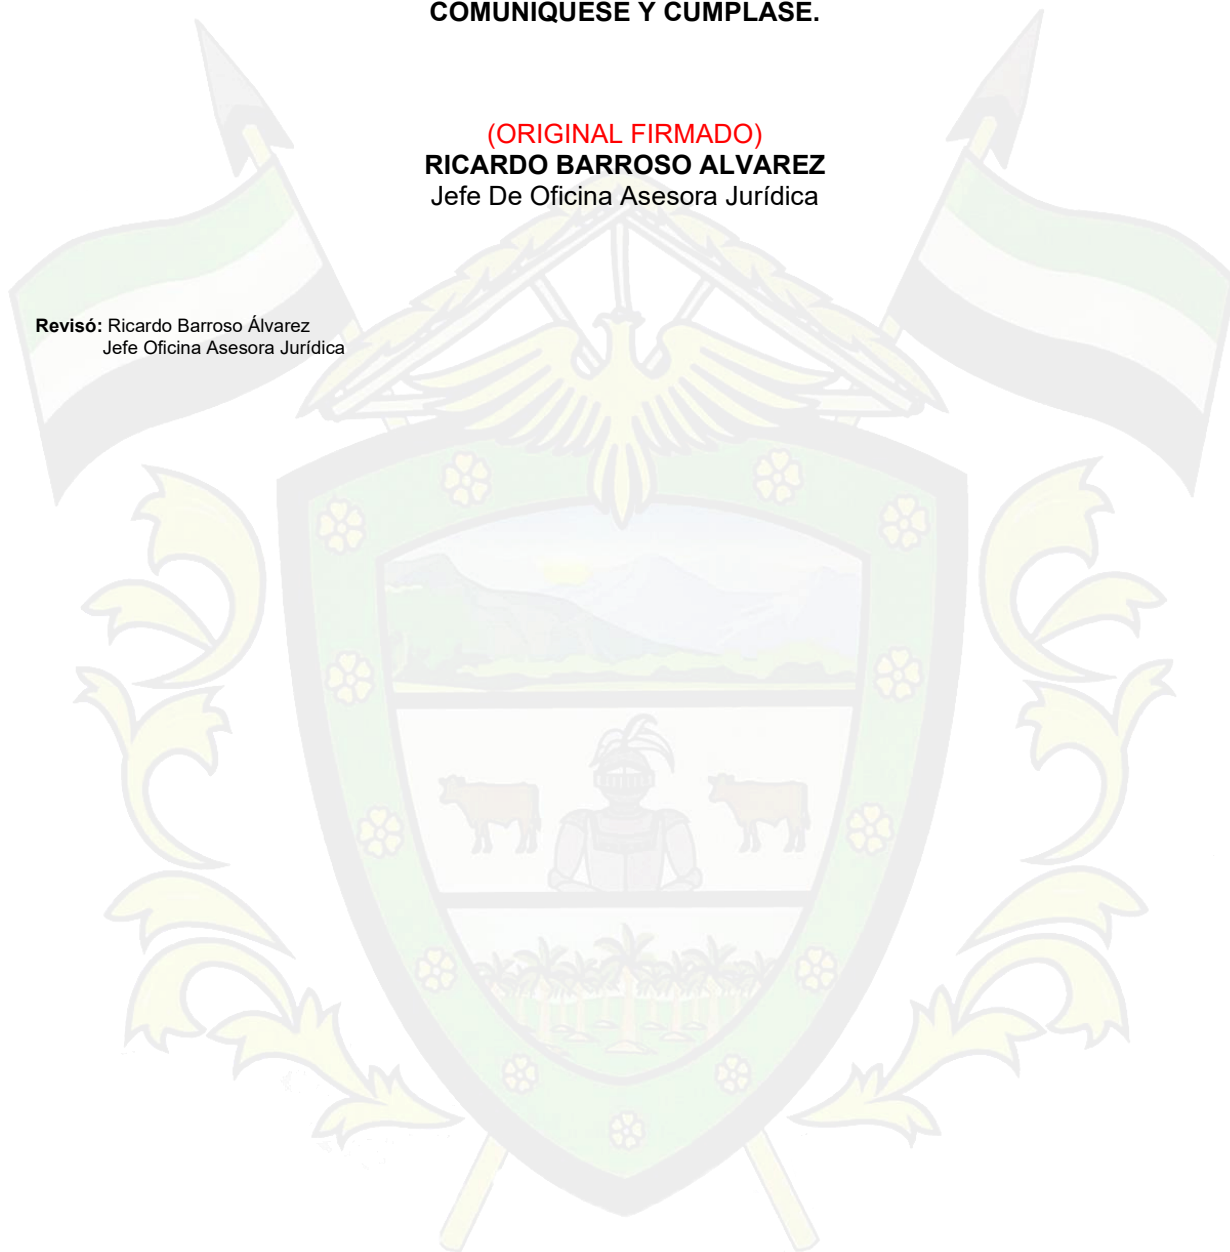 COMUNIQUESE Y CUMPLASE.
(ORIGINAL FIRMADO)
RICARDO BARROSO ALVAREZ
Jefe De Oficina Asesora Jurídica
Revisó: Ricardo Barroso Álvarez
Jefe Oficina Asesora Jurídica